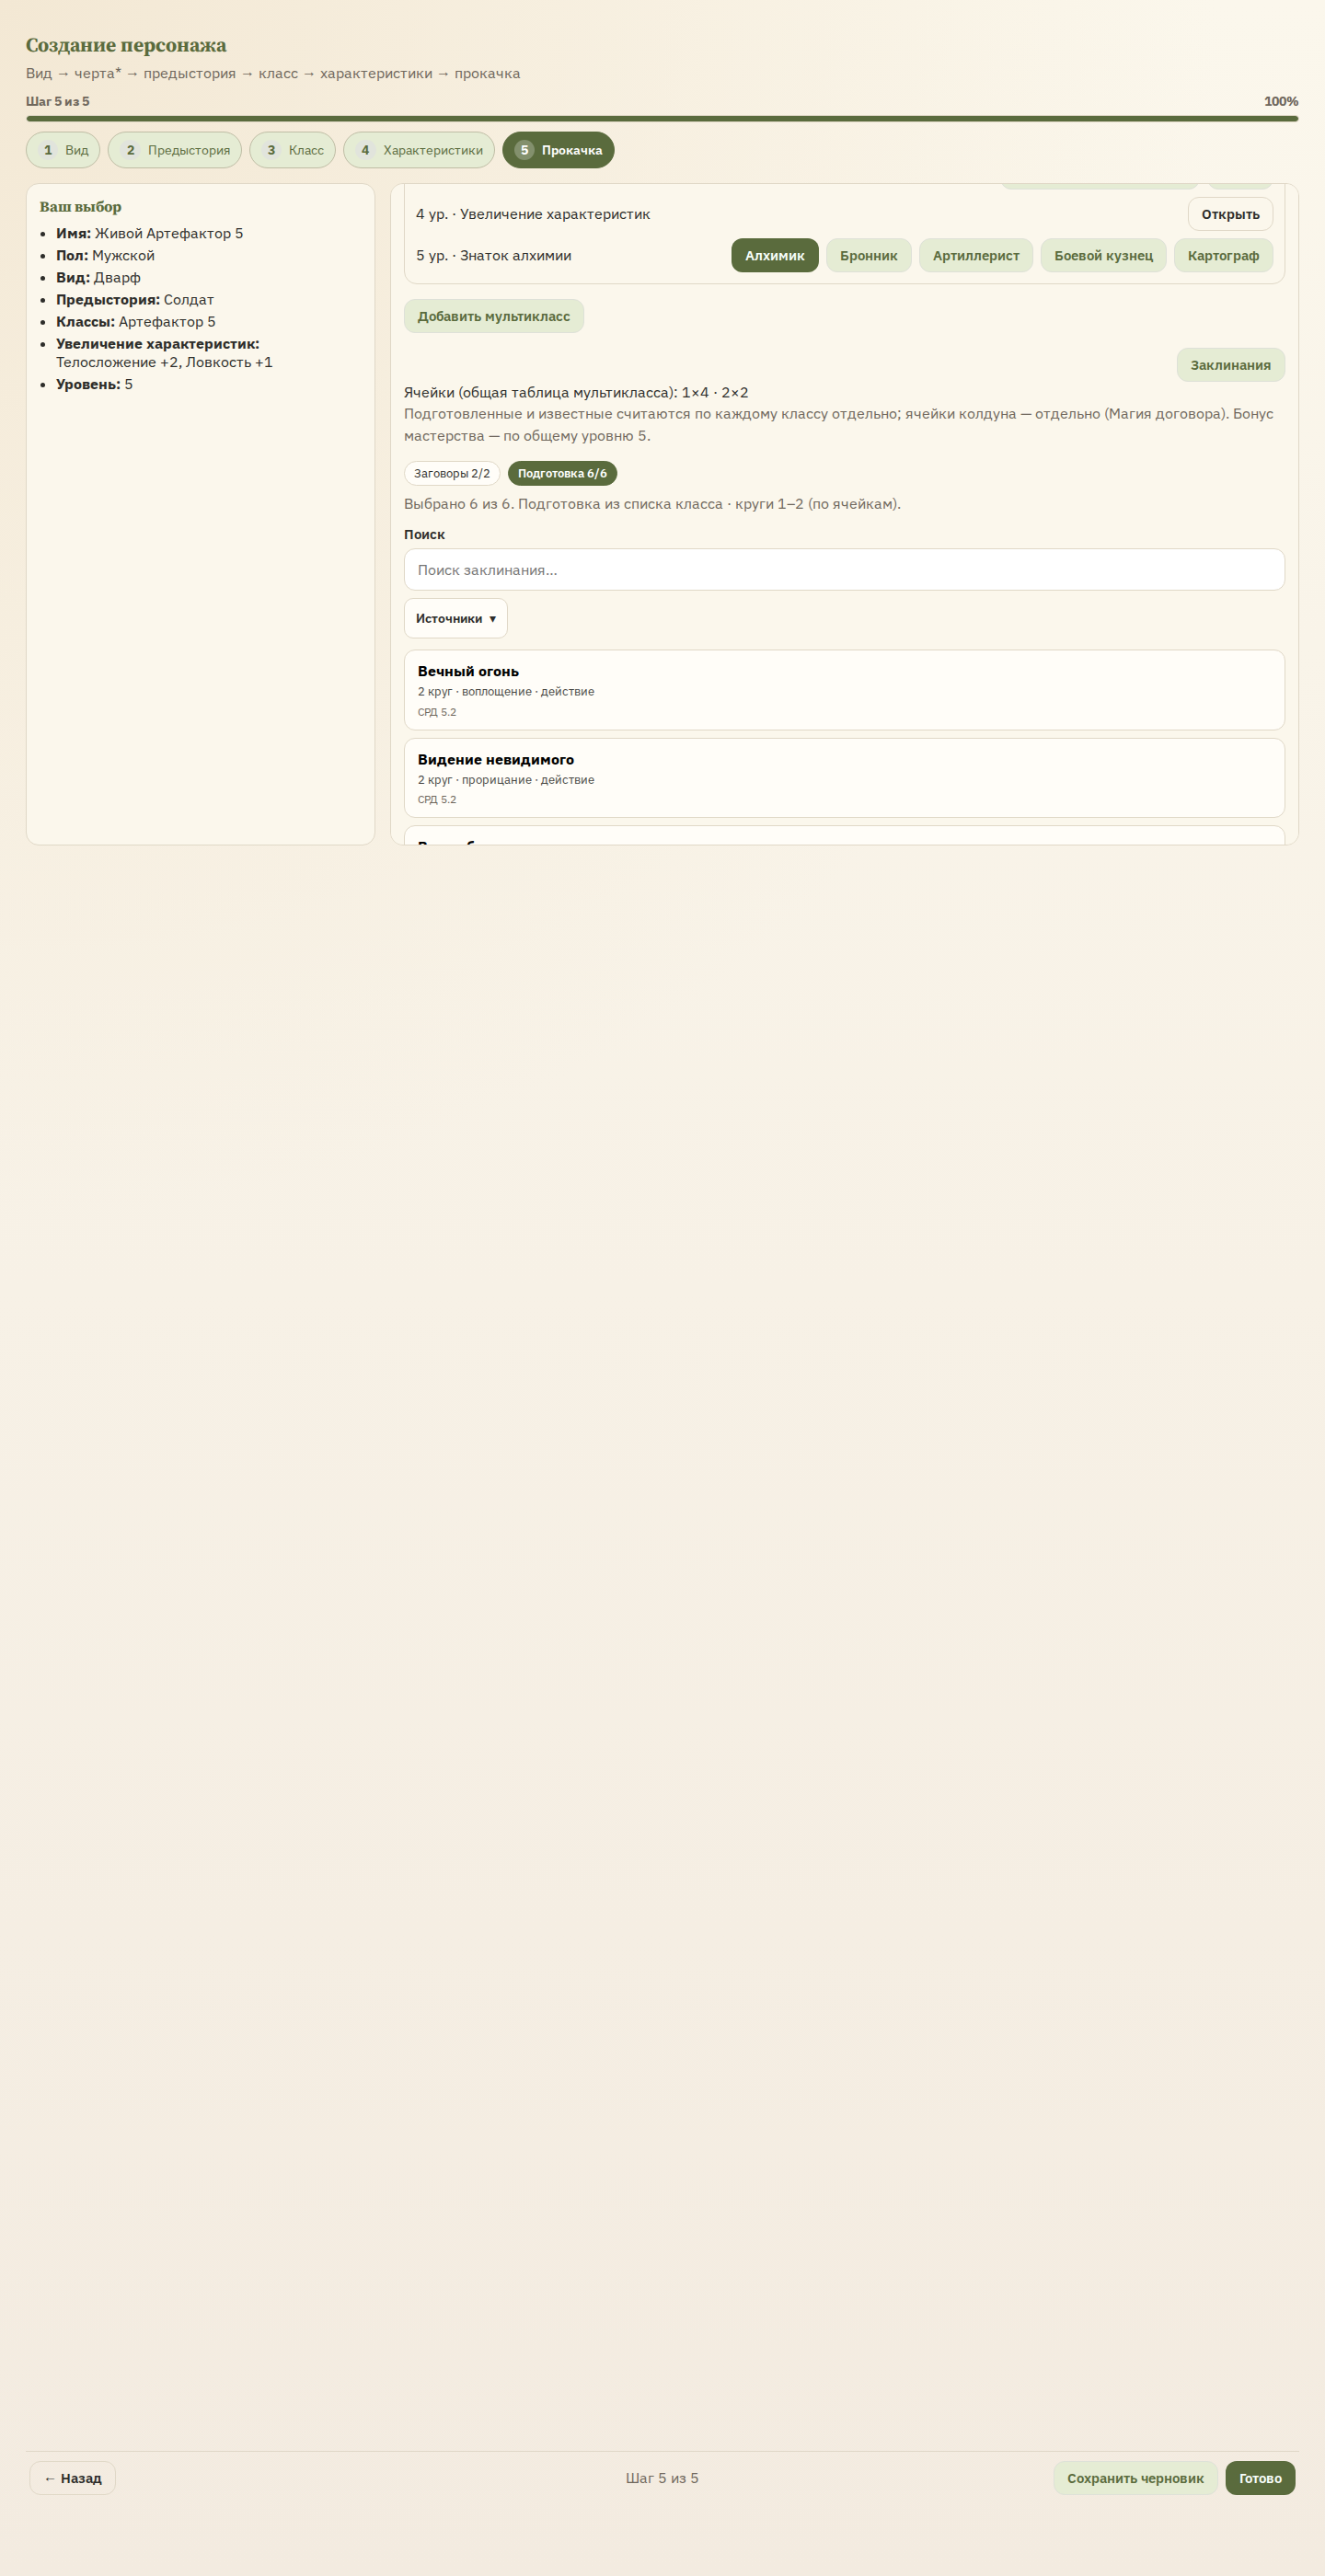 Создание персонажа
Вид → черта* → предыстория → класс → характеристики → прокачка
Шаг 5 из 5
100%
1 Вид
2 Предыстория
3 Класс
4 Характеристики
5 Прокачка
Ваш выбор
Имя: Живой Артефактор 5
Пол: Мужской
Вид: Дварф
Предыстория: Солдат
Классы: Артефактор 5
Увеличение характеристик:
Телосложение +2, Ловкость +1
Уровень: 5
4 ур. · Увеличение характеристик
Открыть
5 ур. · Знаток алхимии
Алхимик
Бронник
Артиллерист
Боевой кузнец
Картограф
Добавить мультикласс
Заклинания
Ячейки (общая таблица мультикласса): 1×4 · 2×2
Подготовленные и известные считаются по каждому классу отдельно; ячейки колдуна — отдельно (Магия договора). Бонус
мастерства — по общему уровню 5.
Заговоры 2/2
Подготовка 6/6
Выбрано 6 из 6. Подготовка из списка класса · круги 1–2 (по ячейкам).
Поиск
Поиск заклинания...
Источники ▾
Вечный огонь
2 круг · воплощение · действие
СРД 5.2
Видение невидимого
2 круг · прорицание · действие
СРД 5.2
← Назад
Шаг 5 из 5
Сохранить черновик
Готово